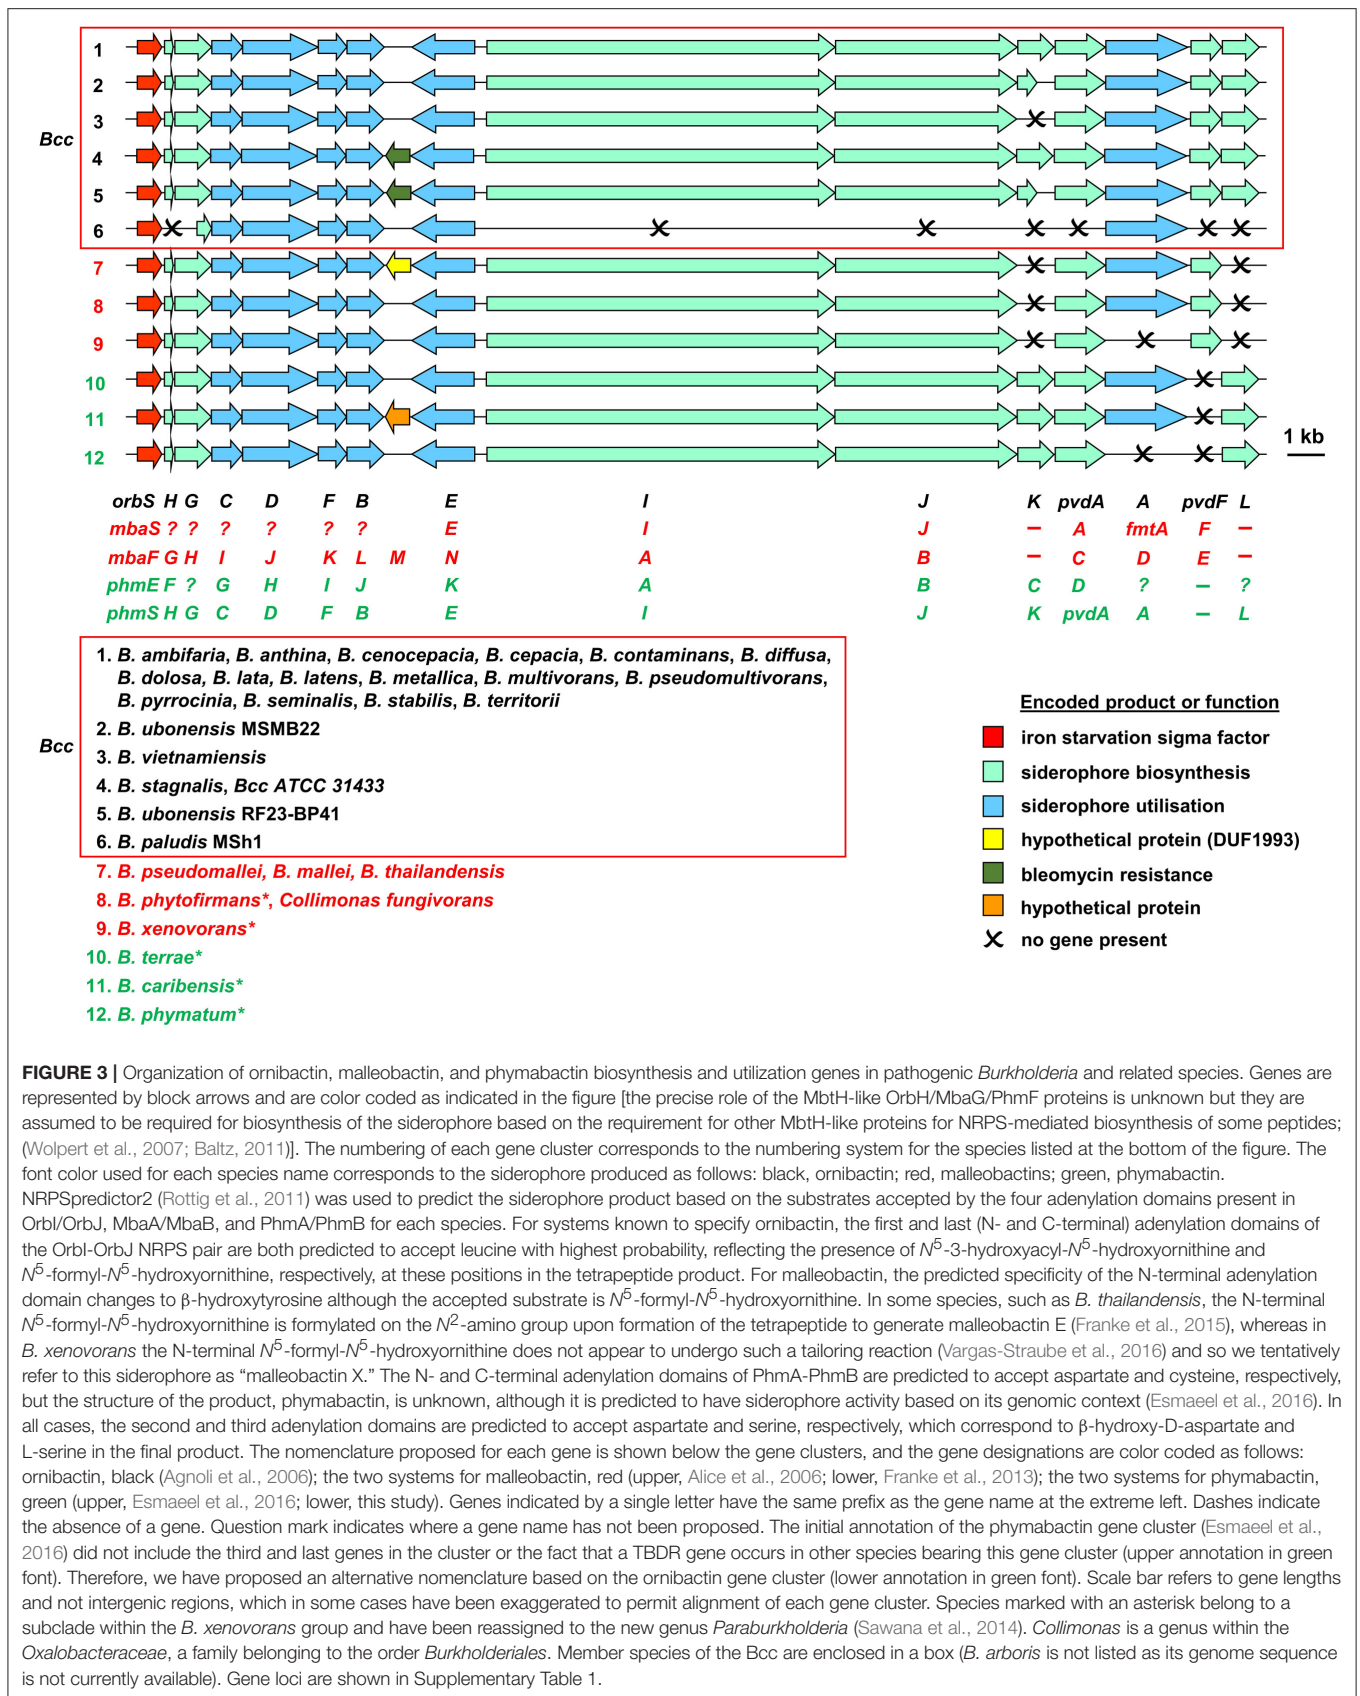 1
2
3
Bcc
4
5
6
7
8
9
10
11
12
1 kb
orbS H G C D F B E I J K pvdA A pvdF L
mbaS ? ? ? ? ? ? E I J – A fmtA F –
mbaF G H I J K L M N A B – C D E –
phmE F ? G H I J K A B C D ? – ?
phmS H G C D F B E I J K pvdA A – L
Bcc
1. B. ambifaria, B. anthina, B. cenocepacia, B. cepacia, B. contaminans, B. diffusa,
B. dolosa, B. lata, B. latens, B. metallica, B. multivorans, B. pseudomultivorans,
B. pyrrocinia, B. seminalis, B. stabilis, B. territorii
2. B. ubonensis MSMB22
3. B. vietnamiensis
4. B. stagnalis, Bcc ATCC 31433
5. B. ubonensis RF23-BP41
6. B. paludis MSh1
7. B. pseudomallei, B. mallei, B. thailandensis
8. B. phytofirmans*, Collimonas fungivorans
9. B. xenovorans*
10. B. terrae*
11. B. caribensis*
12. B. phymatum*
Encoded product or function
iron starvation sigma factor
siderophore biosynthesis
siderophore utilisation
hypothetical protein (DUF1993)
bleomycin resistance
hypothetical protein
no gene present
FIGURE 3 | Organization of ornibactin, malleobactin, and phymabactin biosynthesis and utilization genes in pathogenic Burkholderia and related species. Genes are
represented by block arrows and are color coded as indicated in the figure [the precise role of the MbtH-like OrbH/MbaG/PhmF proteins is unknown but they are
assumed to be required for biosynthesis of the siderophore based on the requirement for other MbtH-like proteins for NRPS-mediated biosynthesis of some peptides;
(Wolpert et al., 2007; Baltz, 2011)]. The numbering of each gene cluster corresponds to the numbering system for the species listed at the bottom of the figure. The
font color used for each species name corresponds to the siderophore produced as follows: black, ornibactin; red, malleobactins; green, phymabactin.
NRPSpredictor2 (Rottig et al., 2011) was used to predict the siderophore product based on the substrates accepted by the four adenylation domains present in
OrbI/OrbJ, MbaA/MbaB, and PhmA/PhmB for each species. For systems known to specify ornibactin, the first and last (N- and C-terminal) adenylation domains of
the OrbI-OrbJ NRPS pair are both predicted to accept leucine with highest probability, reflecting the presence of N5-3-hydroxyacyl-N5-hydroxyornithine and
N5-formyl-N5-hydroxyornithine, respectively, at these positions in the tetrapeptide product. For malleobactin, the predicted specificity of the N-terminal adenylation
domain changes to β-hydroxytyrosine although the accepted substrate is N5-formyl-N5-hydroxyornithine. In some species, such as B. thailandensis, the N-terminal
N5-formyl-N5-hydroxyornithine is formylated on the N2-amino group upon formation of the tetrapeptide to generate malleobactin E (Franke et al., 2015), whereas in
B. xenovorans the N-terminal N5-formyl-N5-hydroxyornithine does not appear to undergo such a tailoring reaction (Vargas-Straube et al., 2016) and so we tentatively
refer to this siderophore as “malleobactin X.” The N- and C-terminal adenylation domains of PhmA-PhmB are predicted to accept aspartate and cysteine, respectively,
but the structure of the product, phymabactin, is unknown, although it is predicted to have siderophore activity based on its genomic context (Esmaeel et al., 2016). In
all cases, the second and third adenylation domains are predicted to accept aspartate and serine, respectively, which correspond to β-hydroxy-D-aspartate and
L-serine in the final product. The nomenclature proposed for each gene is shown below the gene clusters, and the gene designations are color coded as follows:
ornibactin, black (Agnoli et al., 2006); the two systems for malleobactin, red (upper, Alice et al., 2006; lower, Franke et al., 2013); the two systems for phymabactin,
green (upper, Esmaeel et al., 2016; lower, this study). Genes indicated by a single letter have the same prefix as the gene name at the extreme left. Dashes indicate
the absence of a gene. Question mark indicates where a gene name has not been proposed. The initial annotation of the phymabactin gene cluster (Esmaeel et al.,
2016) did not include the third and last genes in the cluster or the fact that a TBDR gene occurs in other species bearing this gene cluster (upper annotation in green
font). Therefore, we have proposed an alternative nomenclature based on the ornibactin gene cluster (lower annotation in green font). Scale bar refers to gene lengths
and not intergenic regions, which in some cases have been exaggerated to permit alignment of each gene cluster. Species marked with an asterisk belong to a
subclade within the B. xenovorans group and have been reassigned to the new genus Paraburkholderia (Sawana et al., 2014). Collimonas is a genus within the
Oxalobacteraceae, a family belonging to the order Burkholderiales. Member species of the Bcc are enclosed in a box (B. arboris is not listed as its genome sequence
is not currently available). Gene loci are shown in Supplementary Table 1.